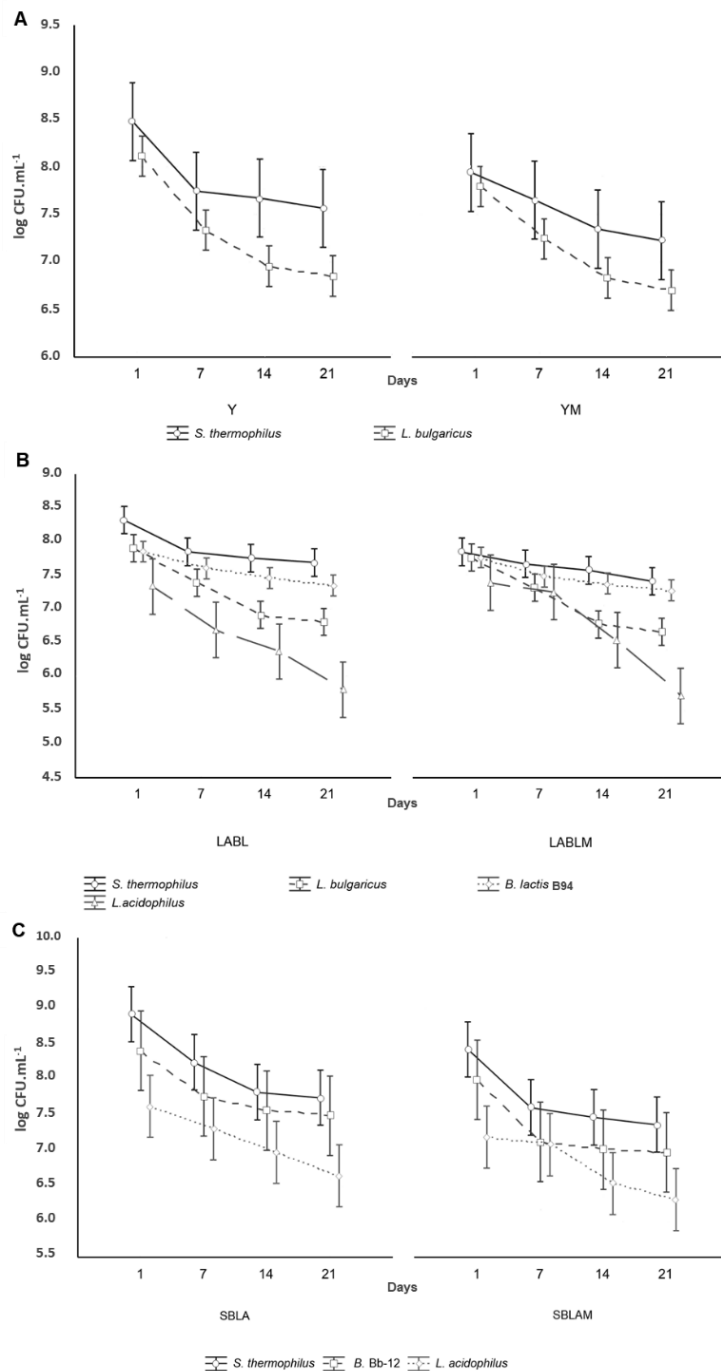 A
9.5
9.0
8.5
8.0
7.5
7.0
6.5
6.0
log CFU.mL-1
1 7 14 21 1 7 14 21
Days
Y YM
S. thermophilus L. bulgaricus
B
9.0
8.5
8.0
7.5
7.0
6.5
6.0
5.5
5.0
4.5
log CFU.mL-1
1 7 14 21 1 7 14 21
Days
LABL LABLM
S. thermophilus L. bulgaricus B. lactis B94
L.acidophilus
C
10.0
9.5
9.0
8.5
8.0
7.5
7.0
6.5
6.0
5.5
log CFU.mL-1
1 7 14 21 1 7 14 21
Days
SBLA SBLAM
S. thermophilus B. Bb-12 L. acidophilus